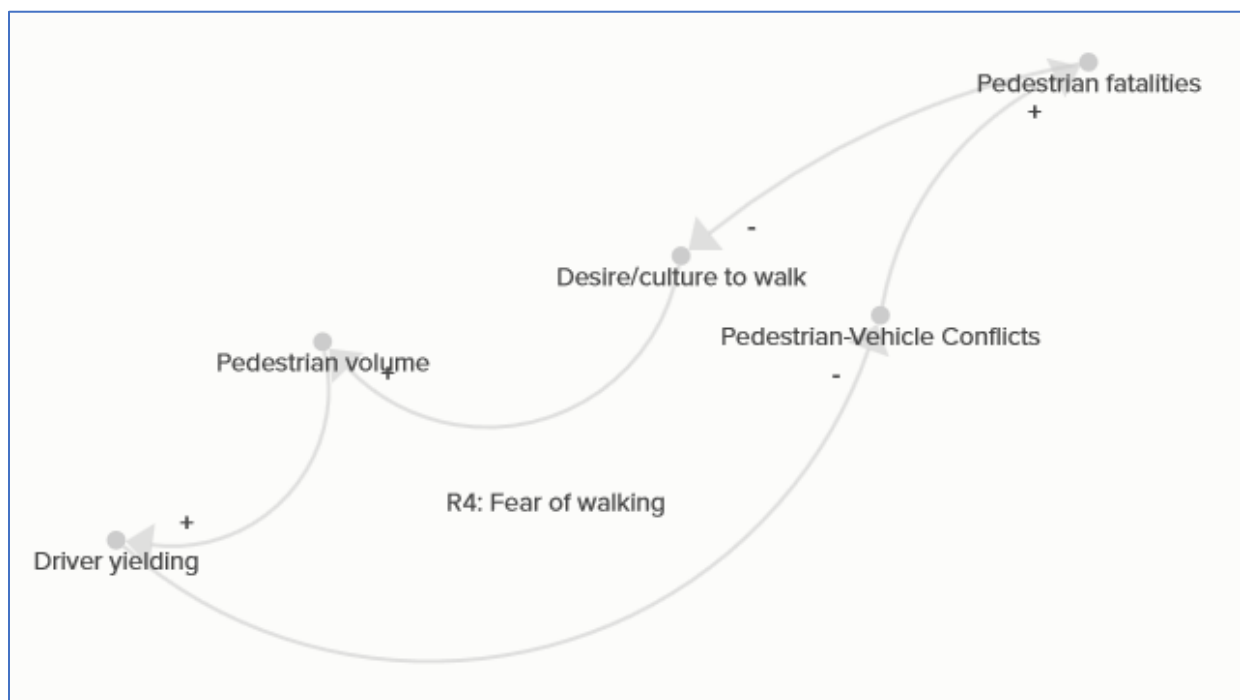 Pedestrian fatalities
+
-
Desire/culture to walk
Pedestrian-Vehicle Conflicts
Pedestrian volume
+
-
R4: Fear of walking
+
Driver yielding